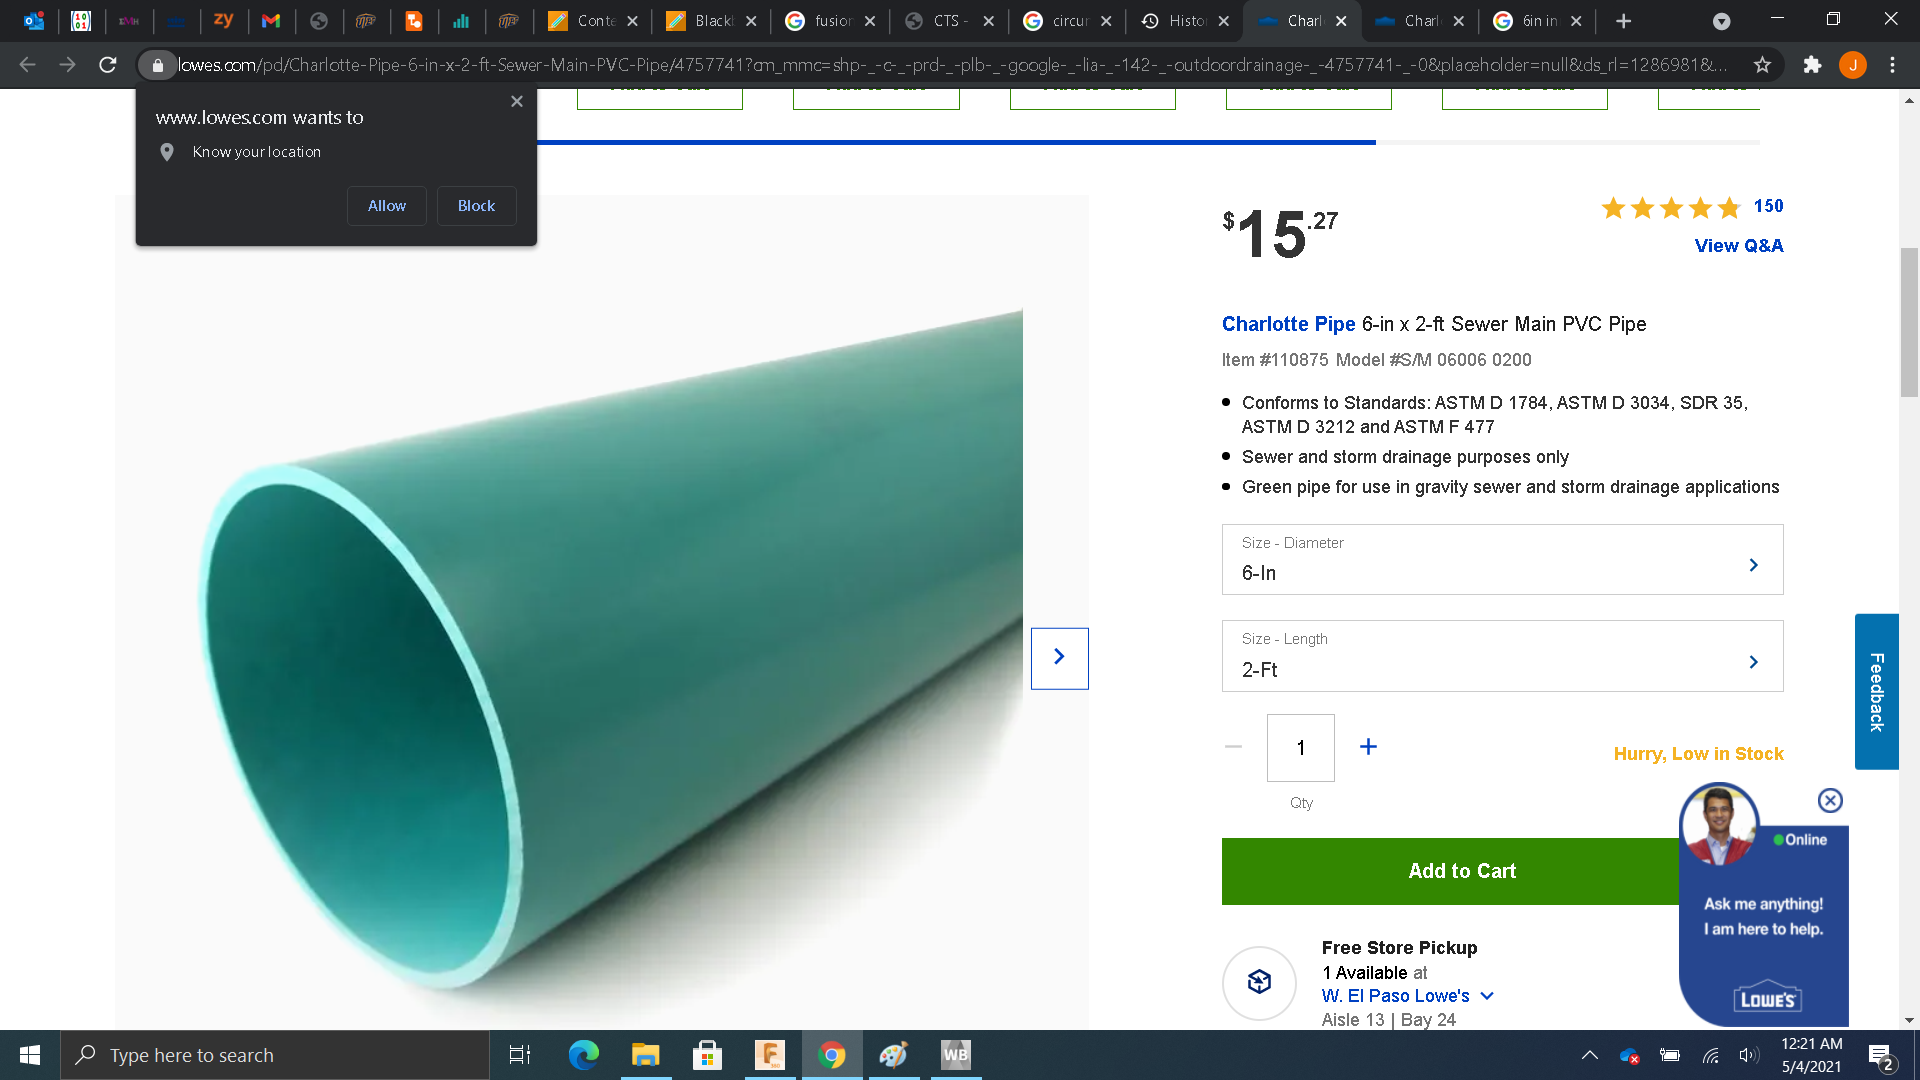 10
01
zy
Conte
Black
fusion
CTS -
circur
Histo
Charl
Charl
6in in
lowes.com/pd/Charlotte-Pipe-6-in-x-2-ft-Sewer-Main-PVC-Pipe/4757741?cm_mmc=shp-_-c-_-prd-_-plb-_-google-_-lia-_-142-_-outdoordrainage-_-4757741-_-0&placeholder=null&ds_rl=1286981&...
J
www.lowes.com wants to
Know your location
Allow
Block
$15.27
150
View Q&A
Charlotte Pipe 6-in x 2-ft Sewer Main PVC Pipe
Item #110875 Model #S/M 06006 0200
Conforms to Standards: ASTM D 1784, ASTM D 3034, SDR 35,
ASTM D 3212 and ASTM F 477
Sewer and storm drainage purposes only
Green pipe for use in gravity sewer and storm drainage applications
Size - Diameter
6-In
Size - Length
2-Ft
1
Qty
Hurry, Low in Stock
Feedback
Add to Cart
Online
Ask me anything!
I am here to help.
LOWE'S
Free Store Pickup
1 Available at
W. El Paso Lowe's
Aisle 13 | Bay 24
Type here to search
WB
12:21 AM
5/4/2021
2